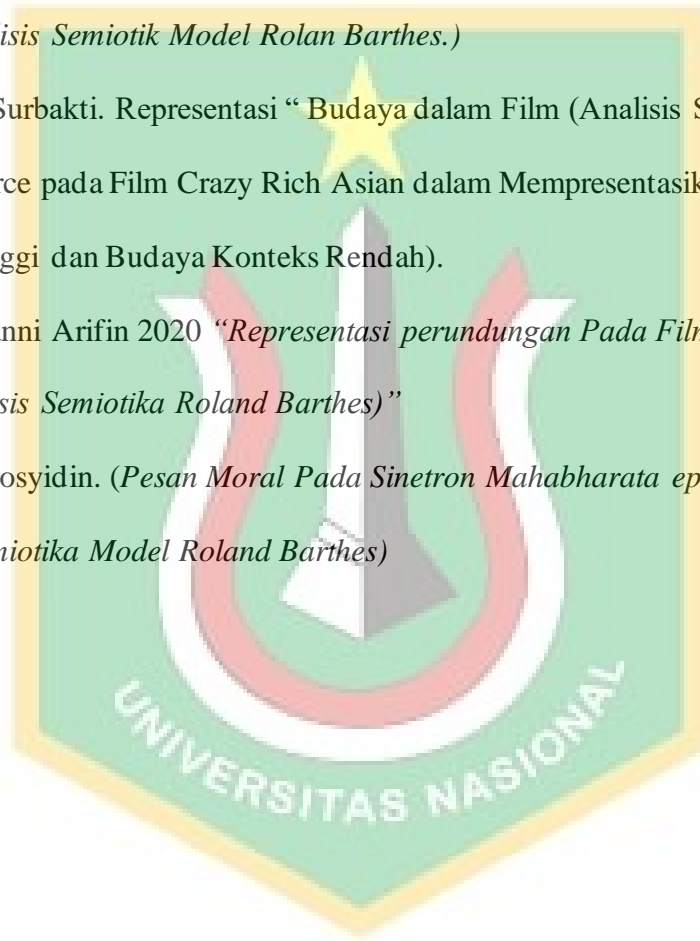 isis Semiotik Model Rolan Barthes.)
Surbakti. Representasi “ Budaya dalam Film (Analisis S
rce pada Film Crazy Rich Asian dalam Mempresentasik
ggi dan Budaya Konteks Rendah).
nni Arifin 2020 “Representasi perundungan Pada Film
sis Semiotika Roland Barthes)”
osyidin. (Pesan Moral Pada Sinetron Mahabharata ep
miotika Model Roland Barthes)
UNIVERSITAS NASIONAL